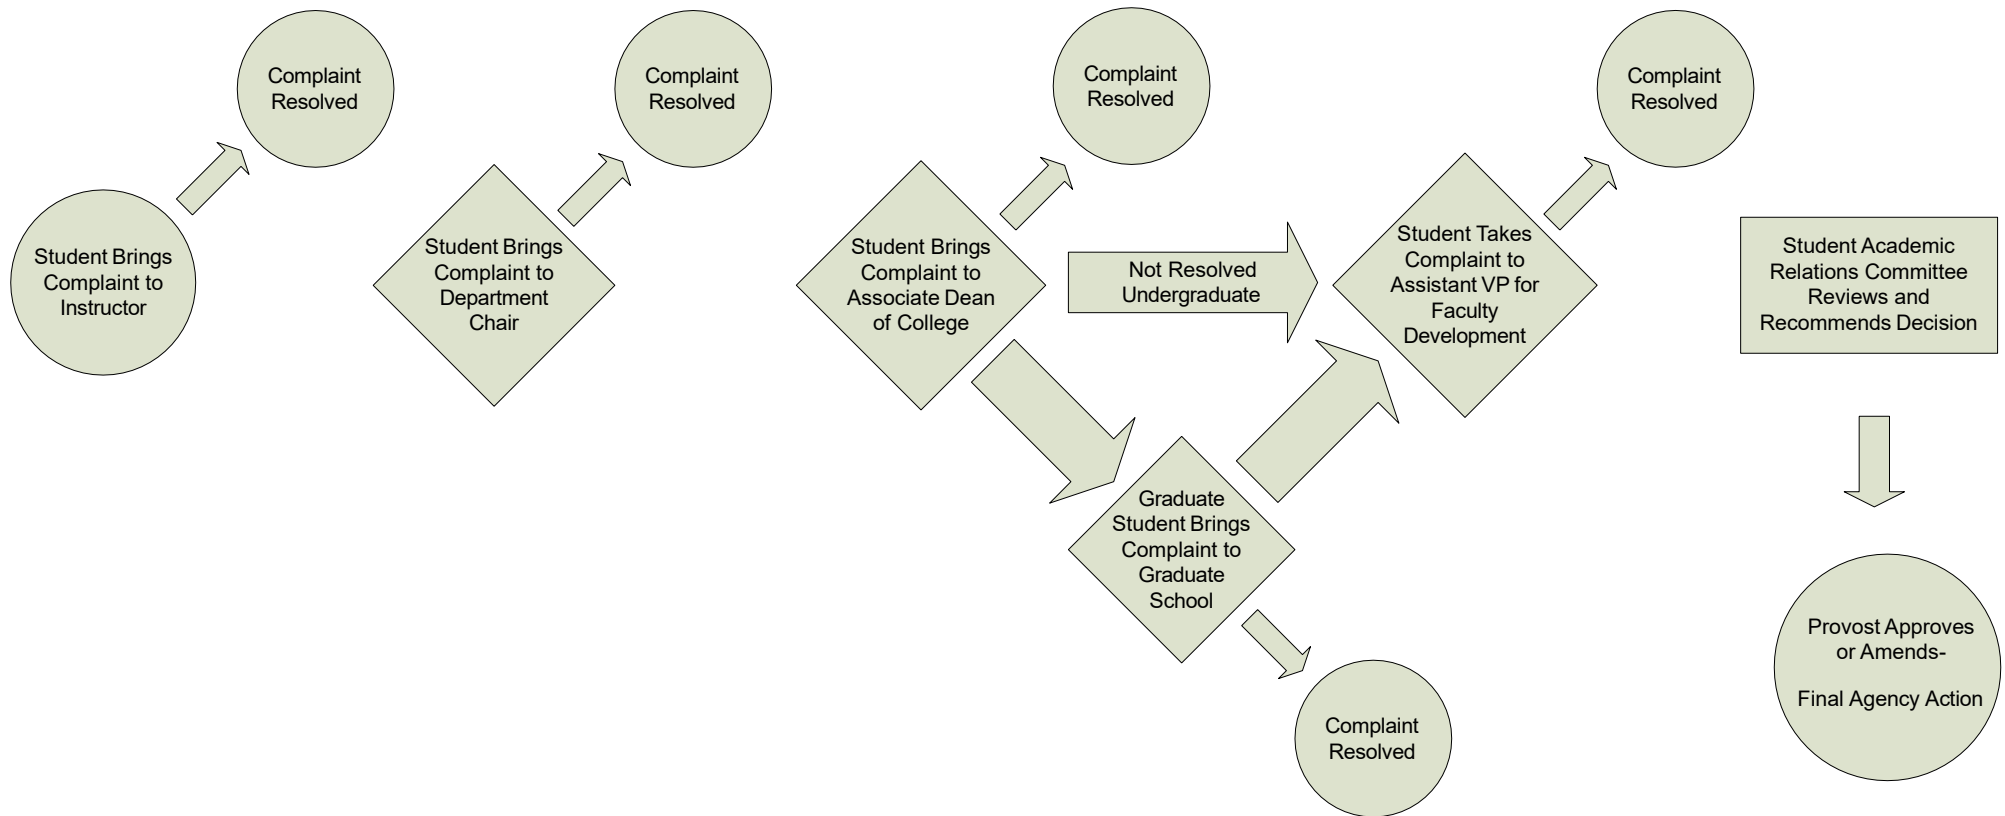 Complaint
Resolved
Complaint
Resolved
Complaint
Resolved
Complaint
Resolved
Student Brings
Complaint to
Instructor
Student Brings
Complaint to
Department
Chair
Student Brings
Complaint to
Associate Dean
of College
Not Resolved
Undergraduate
Student Takes
Complaint to
Assistant VP for
Faculty
Development
Student Academic
Relations Committee
Reviews and
Recommends Decision
Graduate
Student Brings
Complaint to
Graduate
School
Complaint
Resolved
Provost Approves
or Amends-
Final Agency Action